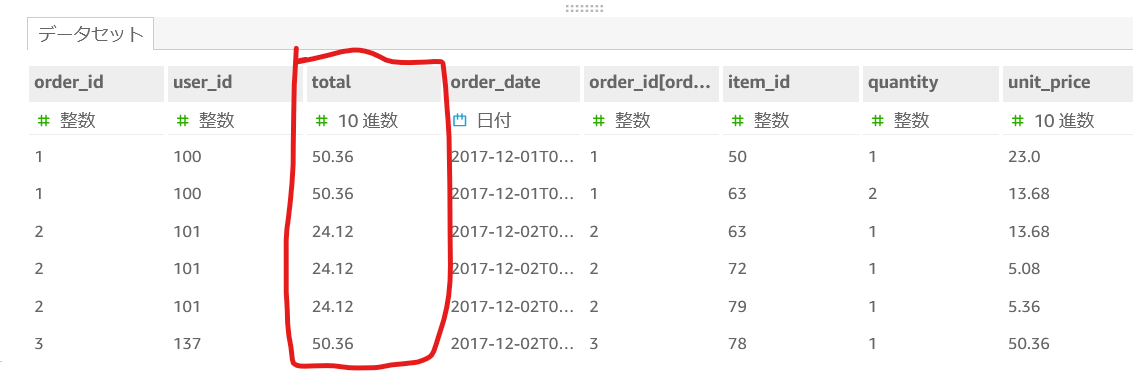 データセット
order_id user_id total order_date order_id[ord... item_id quantity unit_price
# 整数 # 整数 # 10 進数 日付 # 整数 # 整数 # 整数 # 10 進数
1 100 50.36 2017-12-01T0... 1 50 1 23.0
1 100 50.36 2017-12-01T0... 1 63 2 13.68
2 101 24.12 2017-12-02T0... 2 63 1 13.68
2 101 24.12 2017-12-02T0... 2 72 1 5.08
2 101 24.12 2017-12-02T0... 2 79 1 5.36
3 137 50.36 2017-12-02T0... 3 78 1 50.36